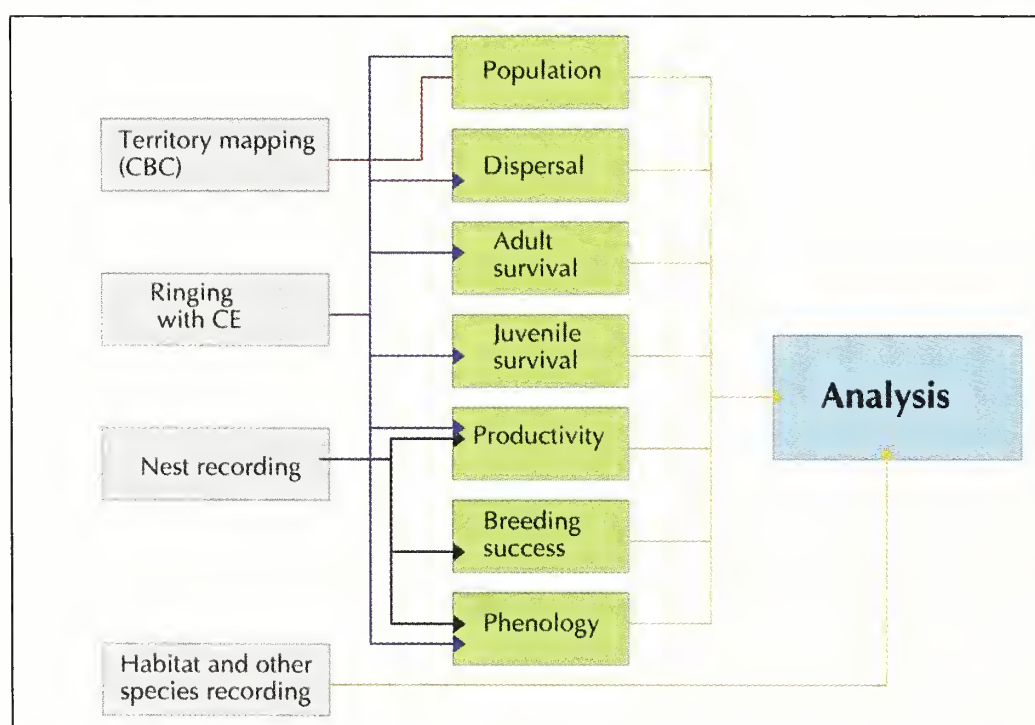 Territory mapping
(CBC)
Ringing
with CE
Nest recording
Habitat and other
species recording
Population
Dispersal
Adult
survival
Juvenile
survival
Productivity
Breeding
success
Phenology
Analysis